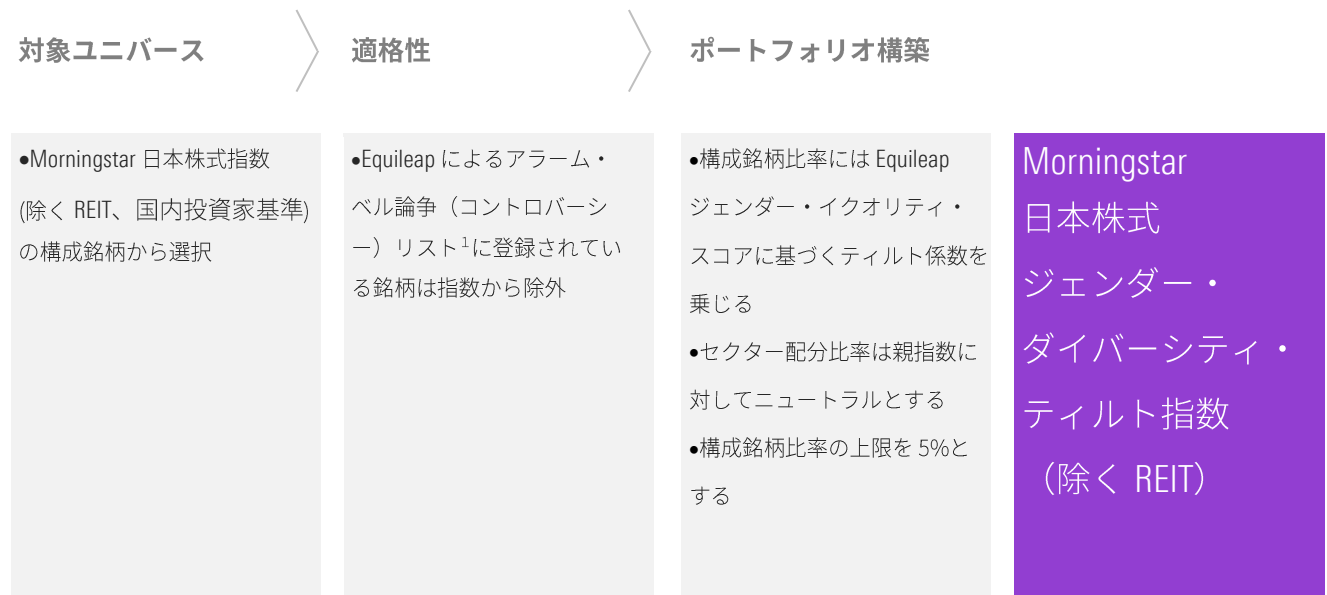 対象ユニバース
適格性
ポートフォリオ構築
●Morningstar 日本株式指数
(除く REIT、国内投資家基準)
の構成銘柄から選択
●Equileap によるアラーム・
ベル論争（コントロバーシ
ー）リスト¹に登録されてい
る銘柄は指数から除外
●構成銘柄比率には Equileap
ジェンダー・イクオリティ・
スコアに基づくティルト係数を
乗じる
●セクター配分比率は親指数に
対してニュートラルとする
●構成銘柄比率の上限を 5%と
する
Morningstar
日本株式
ジェンダー・
ダイバーシティ・
ティルト指数
（除く REIT）